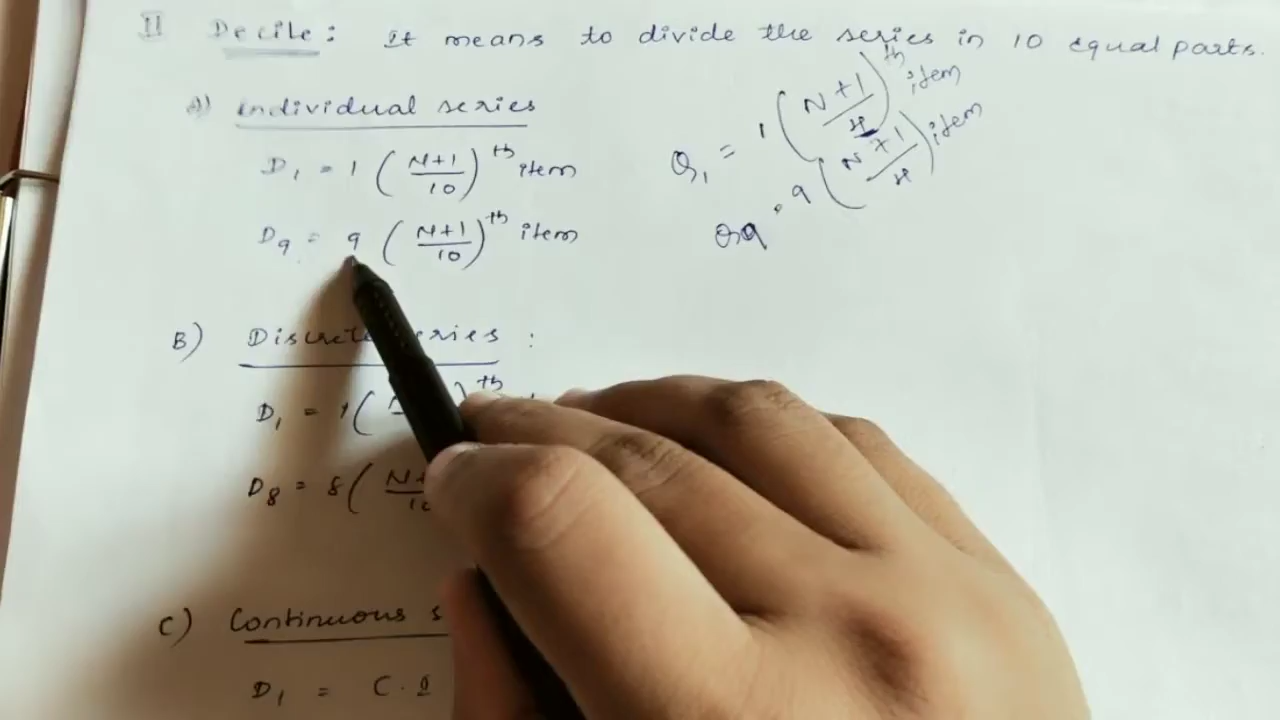 II Decile: It means to divide the series in 10 equal parts.
A) individual series
D₁ = 1 (N+1/10)th item
D₉ = 9 (N+1/10)th item
Q₁ = 1 (N+1/4)th item
= 9 (N+1/4) item
B) Discrete series :
D₁ = 1 ( th
D₈ = 8 (
C) Continuous
D₁ = C.I